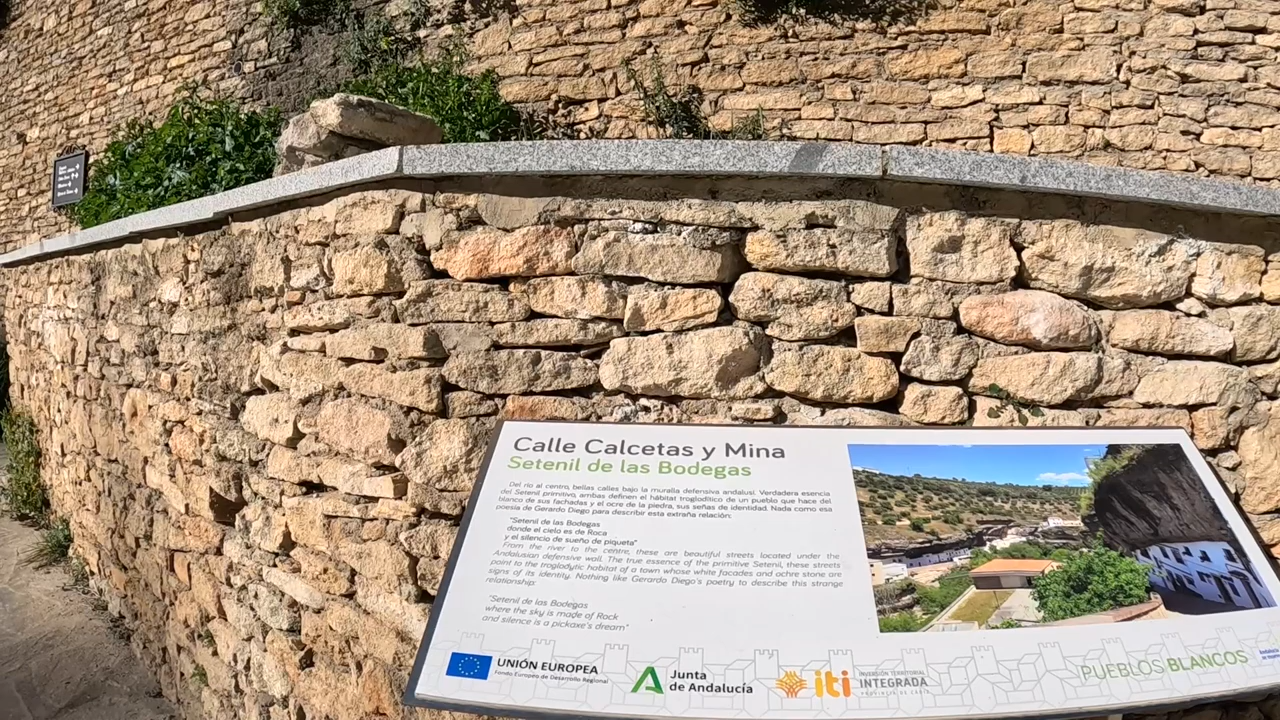 Calle Calcetas y Mina
Setenil de las Bodegas
Del río al centro, bellas calles bajo la muralla defensiva andalusí. Verdadera esencia
del Setenil primitivo, ambas definen el hábitat troglodítico de un pueblo que hace del
blanco de sus fachadas y el ocre de la piedra, sus señas de identidad. Nada como esa
poesía de Gerardo Diego para describir esta extraña relación:
"Setenil de las Bodegas
donde el cielo es de Roca
y el silencio de sueño de piqueta"
From the river to the centre, these are beautiful streets located under the
Andalusian defensive wall. The true essence of the primitive Setenil, these streets
point to the troglodytic habitat of a town whose white facades and ochre stone are
signs of its identity. Nothing like Gerardo Diego's poetry to describe this strange
relationship:
"Setenil de las Bodegas
where the sky is made of Rock
and silence is a pickaxe's dream"
UNIÓN EUROPEA
Fondo Europeo de Desarrollo Regional
Junta
de Andalucía
iti
INVERSIÓN TERRITORIAL
INTEGRADA
PROVINCIA DE CÁDIZ
PUEBLOS BLANCOS